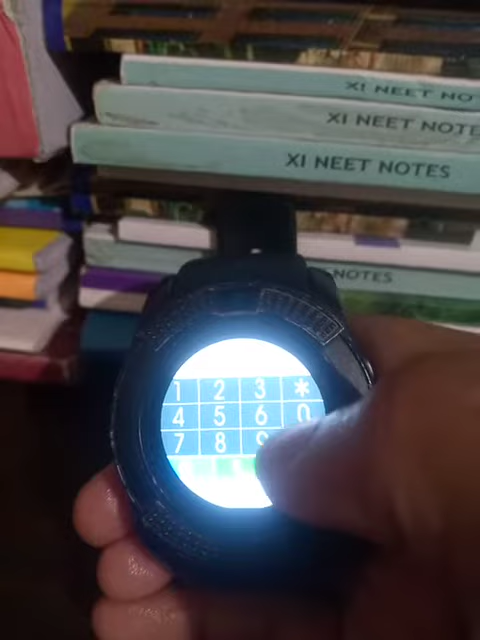 XI NEET NO
XI NEET NOTE
XI NEET NOTES
NOTES
1 2 3 *
4 5 6 0
7 8 9